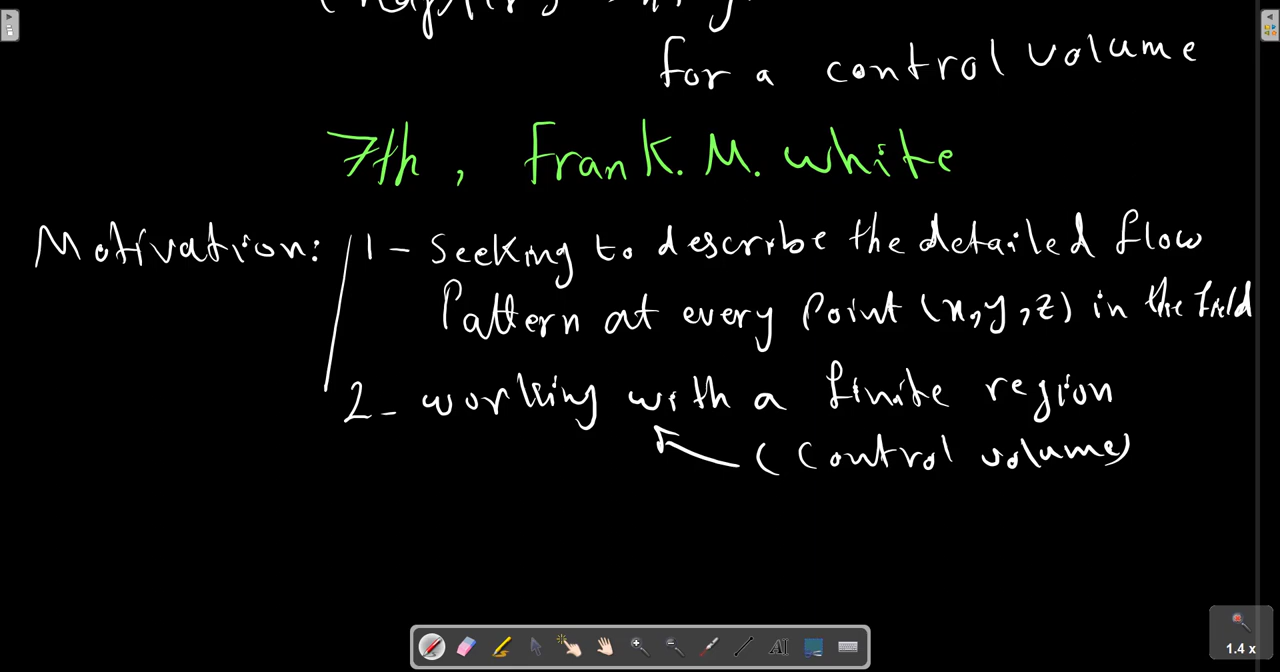 for a control volume
7th, Frank. M. white
Motivation: 1 - Seeking to describe the detailed flow
Pattern at every point (x, y, z) in the field
2 - working with a finite region
(Control volume)
1.4 x